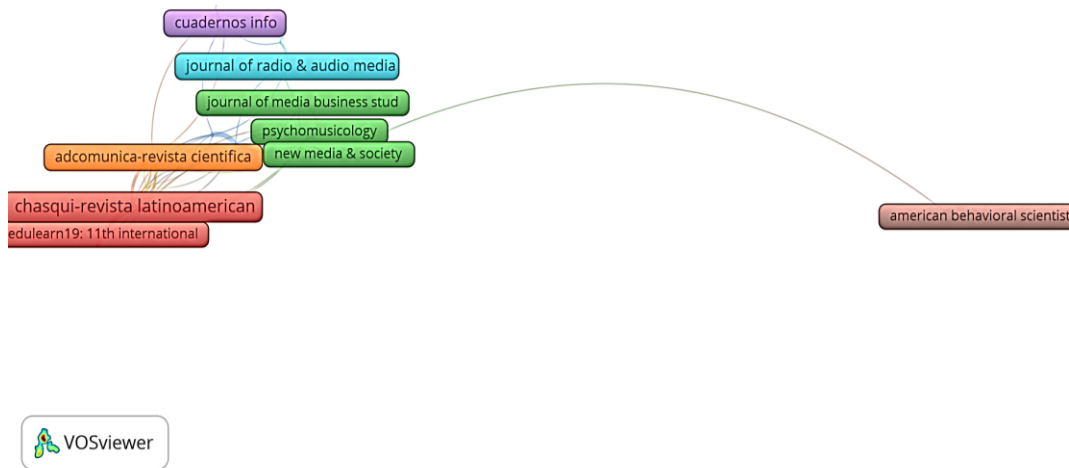 cuadernos info
journal of radio & audio media
journal of media business stud
psychomusicology
new media & society
adcomunica-revista cientifica
chasqui-revista latinoamerican
american behavioral scientist
edulearn19: 11th international
VOSviewer